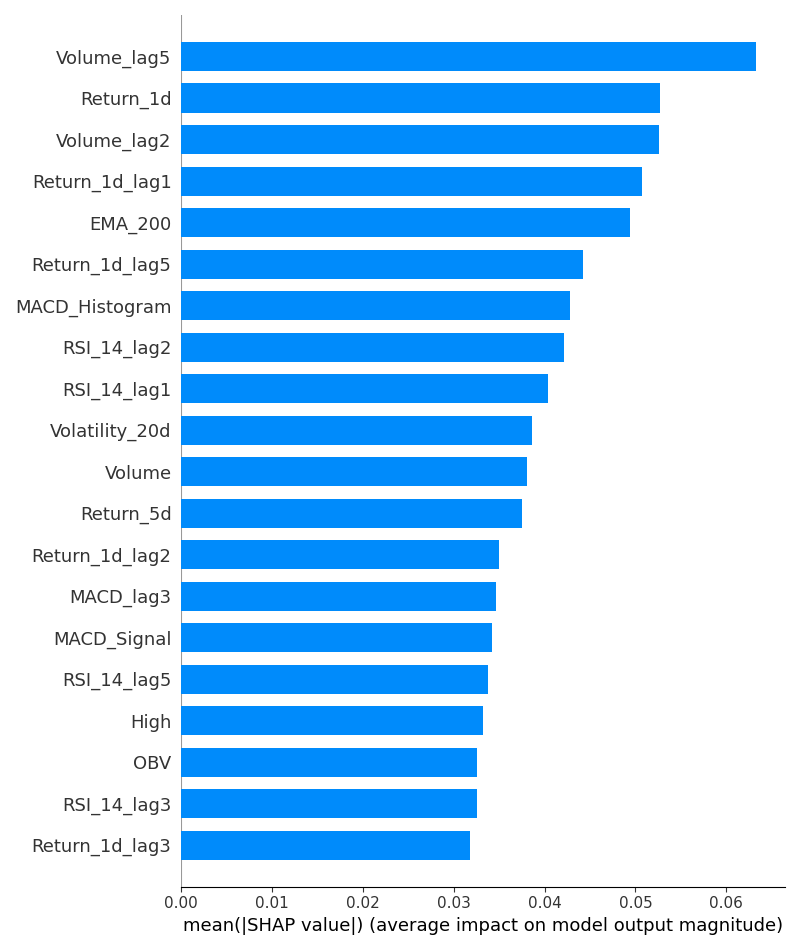 Volume_lag5
Return_1d
Volume_lag2
Return_1d_lag1
EMA_200
Return_1d_lag5
MACD_Histogram
RSI_14_lag2
RSI_14_lag1
Volatility_20d
Volume
Return_5d
Return_1d_lag2
MACD_lag3
MACD_Signal
RSI_14_lag5
High
OBV
RSI_14_lag3
Return_1d_lag3
0.00 0.01 0.02 0.03 0.04 0.05 0.06
mean(|SHAP value|) (average impact on model output magnitude)